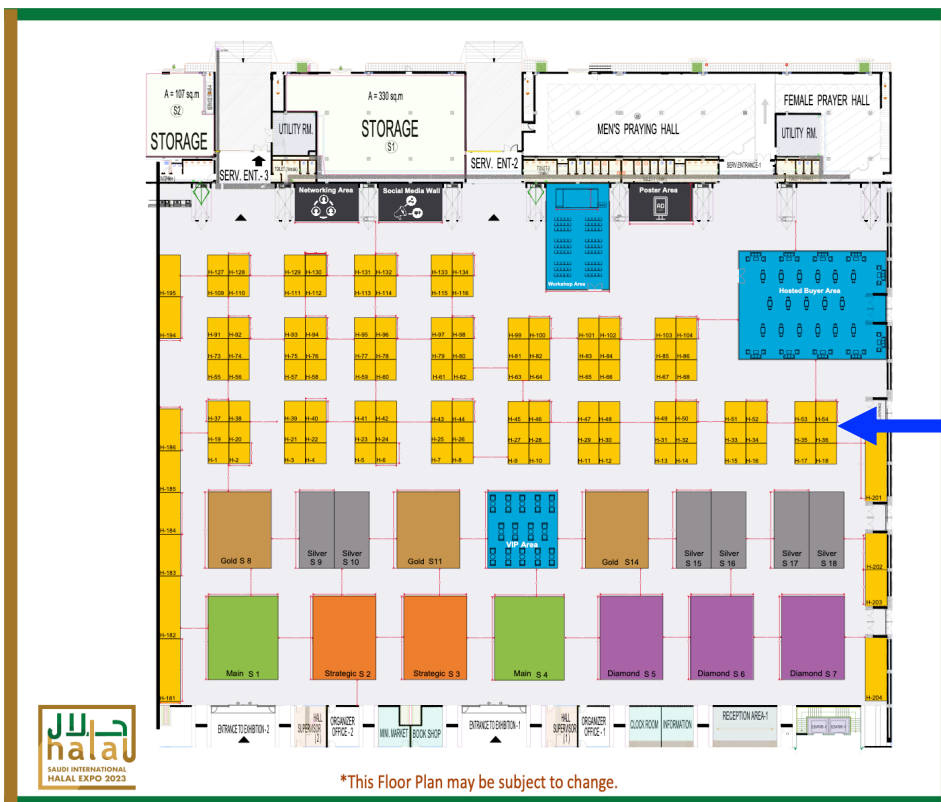 A = 107 sq.m
S2
STORAGE
UTILITY RM.
A = 330 sq.m
STORAGE
S1
SERV. ENT.- 3
SERV. ENT-2
MEN'S PRAYING HALL
SERV.ENTRANCE-1
FEMALE PRAYER HALL
UTILITY RM.
Networking Area
Social Media Wall
Poster Area
AD
Workshop Area
Hosted Buyer Area
H-195
H-127 H-128 H-129 H-130 H-131 H-132 H-133 H-134
H-109 H-110 H-111 H-112 H-113 H-114 H-115 H-116
H-194
H-91 H-92 H-93 H-94 H-95 H-96 H-97 H-98 H-99 H-100 H-101 H-102 H-103 H-104
H-73 H-74 H-75 H-76 H-77 H-78 H-79 H-80 H-81 H-82 H-83 H-84 H-85 H-86
H-55 H-56 H-57 H-58 H-59 H-60 H-61 H-62 H-63 H-64 H-65 H-66 H-67 H-68
H-37 H-38 H-39 H-40 H-41 H-42 H-43 H-44 H-45 H-46 H-47 H-48 H-49 H-50 H-51 H-52 H-53 H-54
H-19 H-20 H-21 H-22 H-23 H-24 H-25 H-26 H-27 H-28 H-29 H-30 H-31 H-32 H-33 H-34 H-35 H-36
H-1 H-2 H-3 H-4 H-5 H-6 H-7 H-8 H-9 H-10 H-11 H-12 H-13 H-14 H-15 H-16 H-17 H-18
H-186
H-185
H-201
H-184
VIP Area
Gold S 8
Silver S 9
Silver S 10
Gold S11
Gold S14
Silver S 15
Silver S 16
Silver S 17
Silver S 18
H-183
H-202
H-203
H-182
Main S 1
Strategic S 2
Strategic S 3
Main S 4
Diamond S 5
Diamond S 6
Diamond S 7
H-181
H-204
ENTRANCE TO EXHIBITION - 2
HALL SUPERVISOR (2)
ORGANIZER OFFICE - 2
MINI. MARKET
BOOK SHOP
ENTRANCE TO EXHIBITION - 1
HALL SUPERVISOR (1)
ORGANIZER OFFICE - 1
CLOCK ROOM
INFORMATION
RECEPTION AREA-1
حلال
halal
SAUDI INTERNATIONAL
HALAL EXPO 2023
*This Floor Plan may be subject to change.